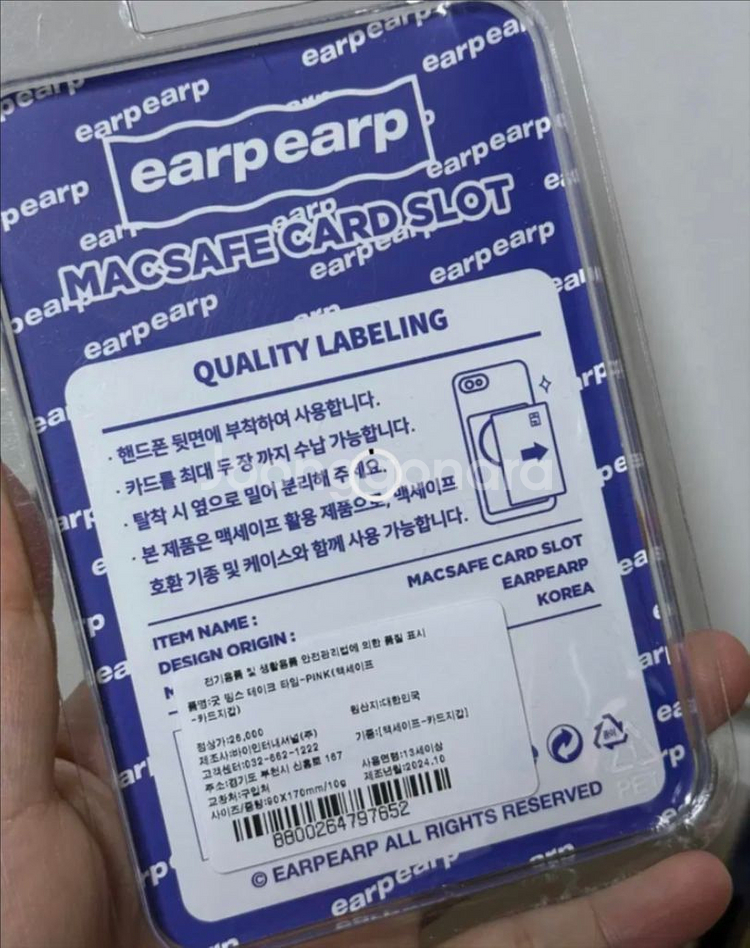 earpearp
earpearp
earpearp
earpearp
earpearp
earpearp
MACSAFE CARD SLOT
earpearp
earpearp
QUALITY LABELING
· 핸드폰 뒷면에 부착하여 사용합니다.
· 카드를 최대 두 장 까지 수납 가능합니다.
· 탈착 시 옆으로 밀어 분리해 주세요.
· 본 제품은 맥세이프 활용 제품으로, 맥세이프
호환 기종 및 케이스와 함께 사용 가능합니다.
Joonggonara
ITEM NAME : MACSAFE CARD SLOT
DESIGN ORIGIN : EARPEARP
KOREA
전기용품 및 생활용품 안전관리법에 의한 품질 표시
품명:굿 띵스 테이크 타임-PINK(맥세이프
-카드지갑)
정상가:26,000 원산지:대한민국
제조사:바이인터내셔널(주) 기종:[맥세이프-카드지갑]
고객센터:032-662-1222
주소:경기도 부천시 신흥로 167
교환처:구입처 사용연령:13세이상
사이즈/중량:90X170mm/10g 제조년월:2024.10
8800264797652
PET
© EARPEARP ALL RIGHTS RESERVED
earpearp